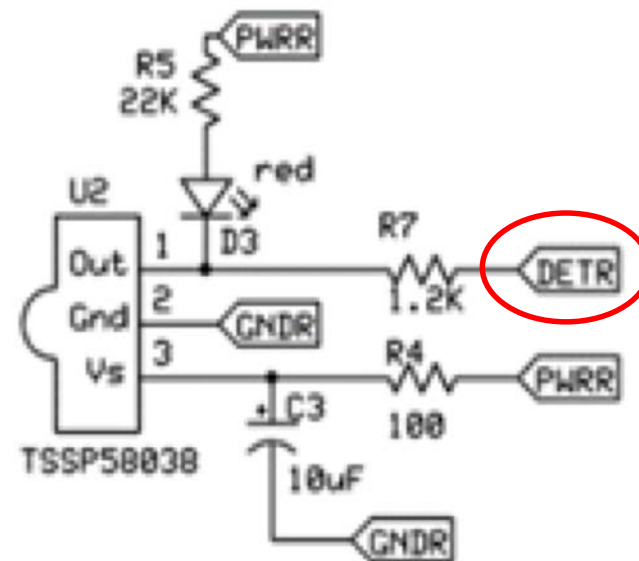 PWRR
R5
22K
red
U2
D3
R7
1
Out
DETR
1.2K
2
Gnd
GNDR
3
R4
Vs
PWRR
+
C3
100
TSSP58038
10uF
GNDR